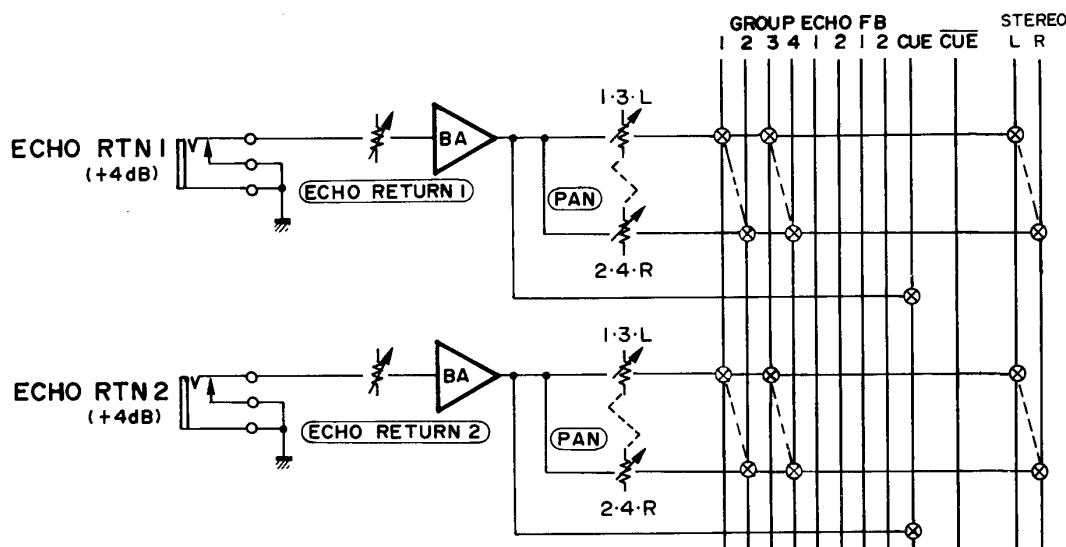 GROUP ECHO FB STEREO
1 2 3 4 1 2 1 2 CUE CUE L R
1·3·L
ECHO RTN 1
(+4dB)
BA
ECHO RETURN 1
PAN
2·4·R
1·3·L
ECHO RTN 2
(+4dB)
BA
ECHO RETURN 2
PAN
2·4·R